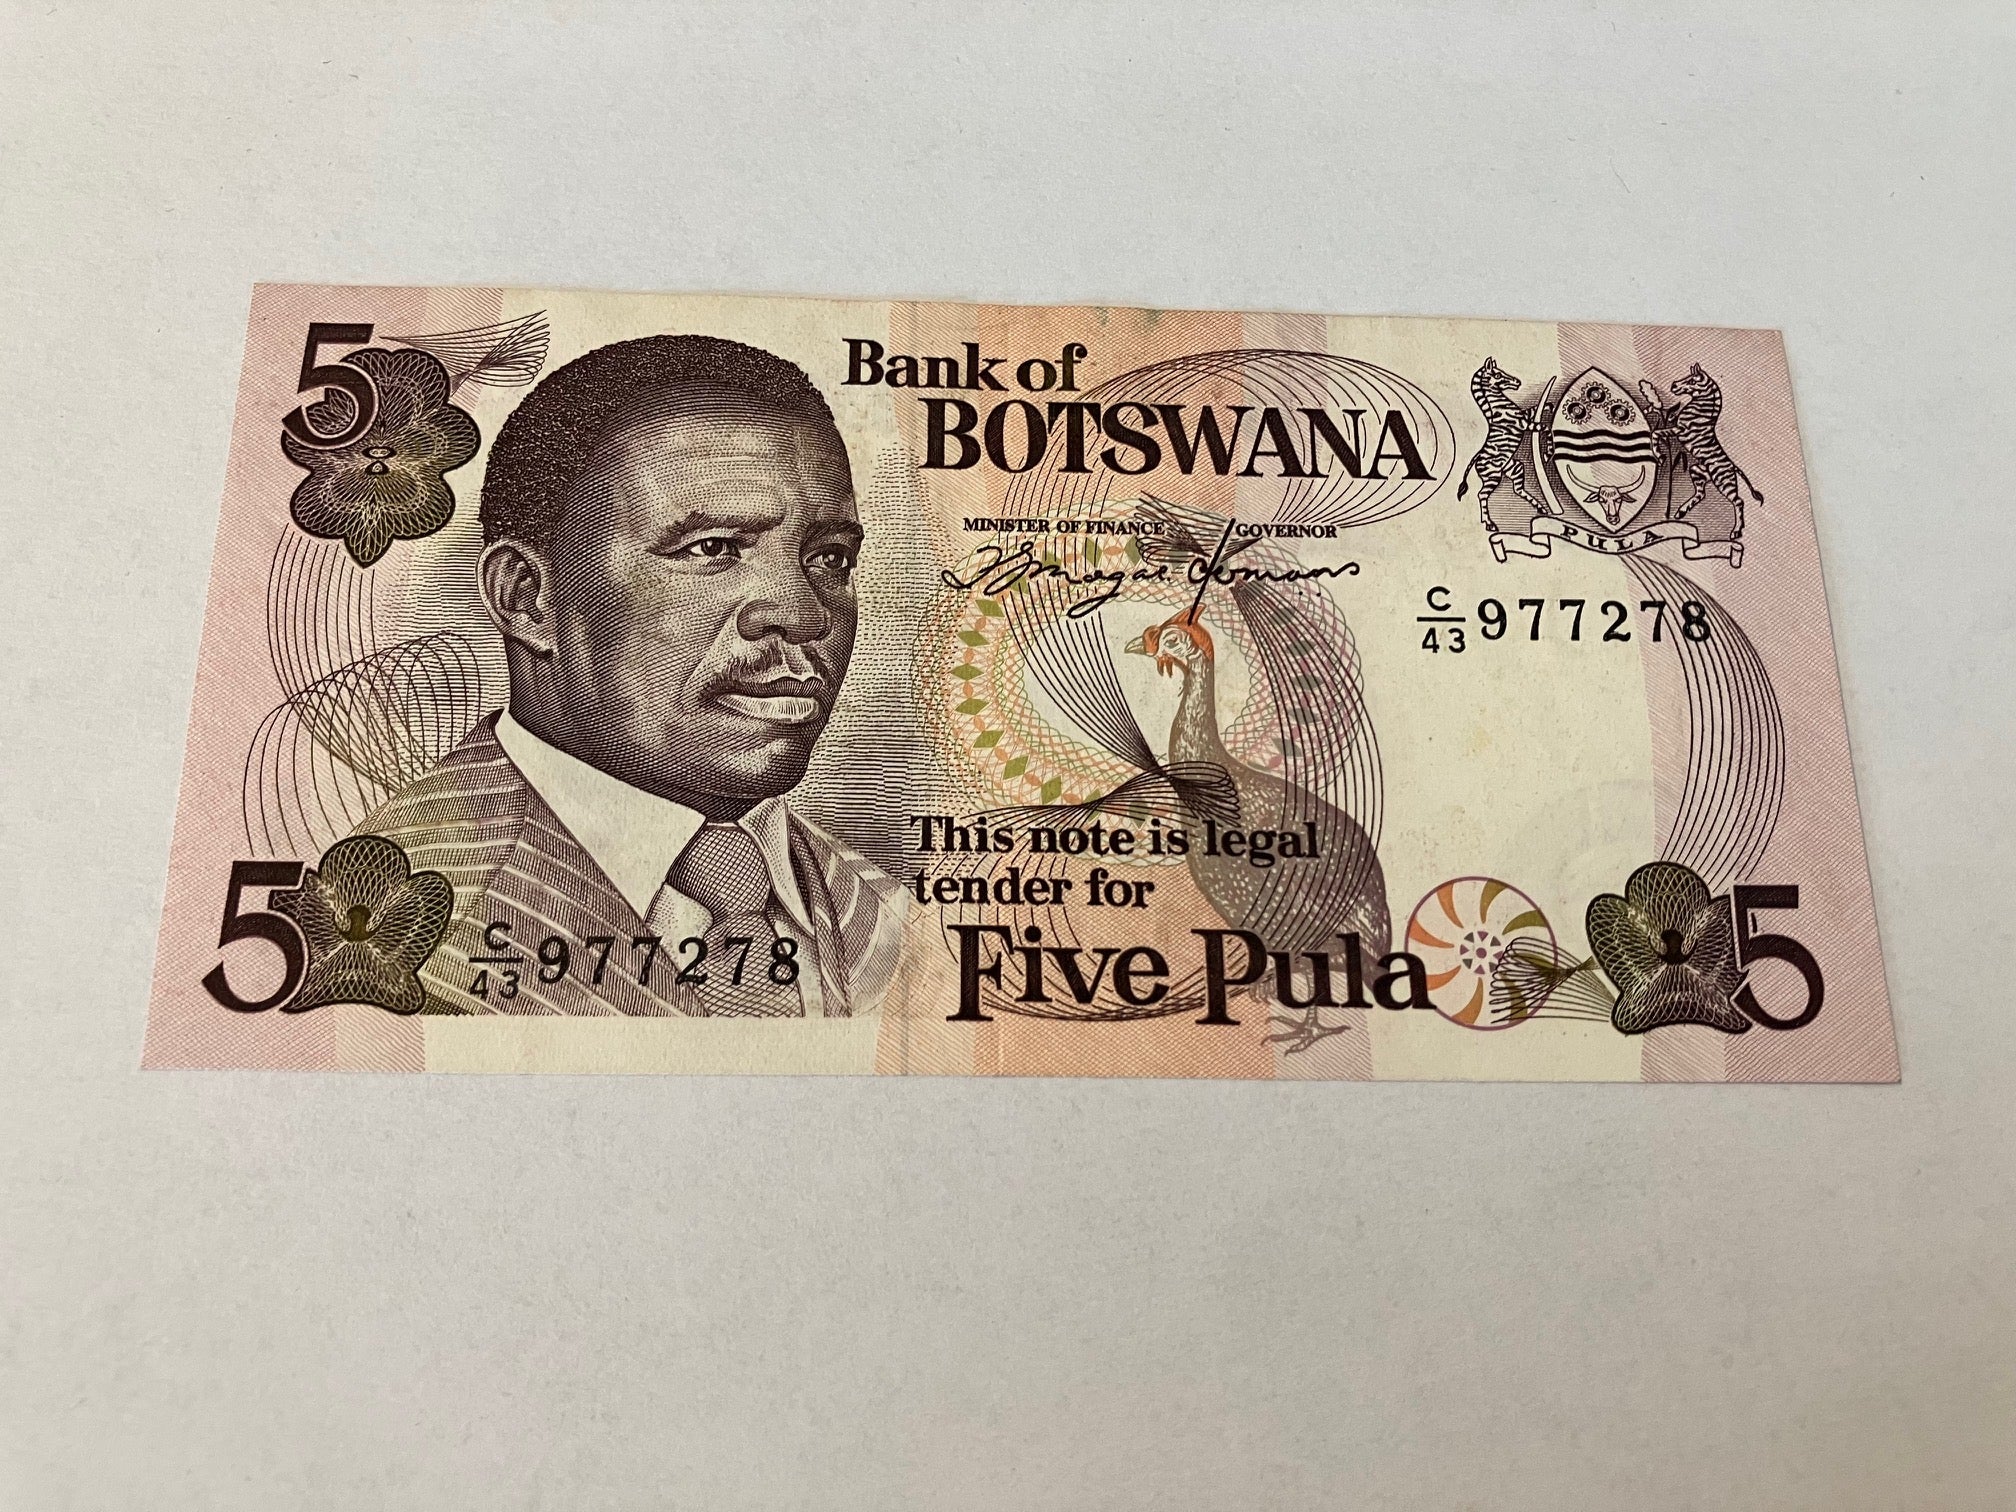 5
Bank of
BOTSWANA
MINISTER OF FINANCE
GOVERNOR
PULA
C/43 977278
This note is legal
tender for
Five Pula
5
C/43 977278
5